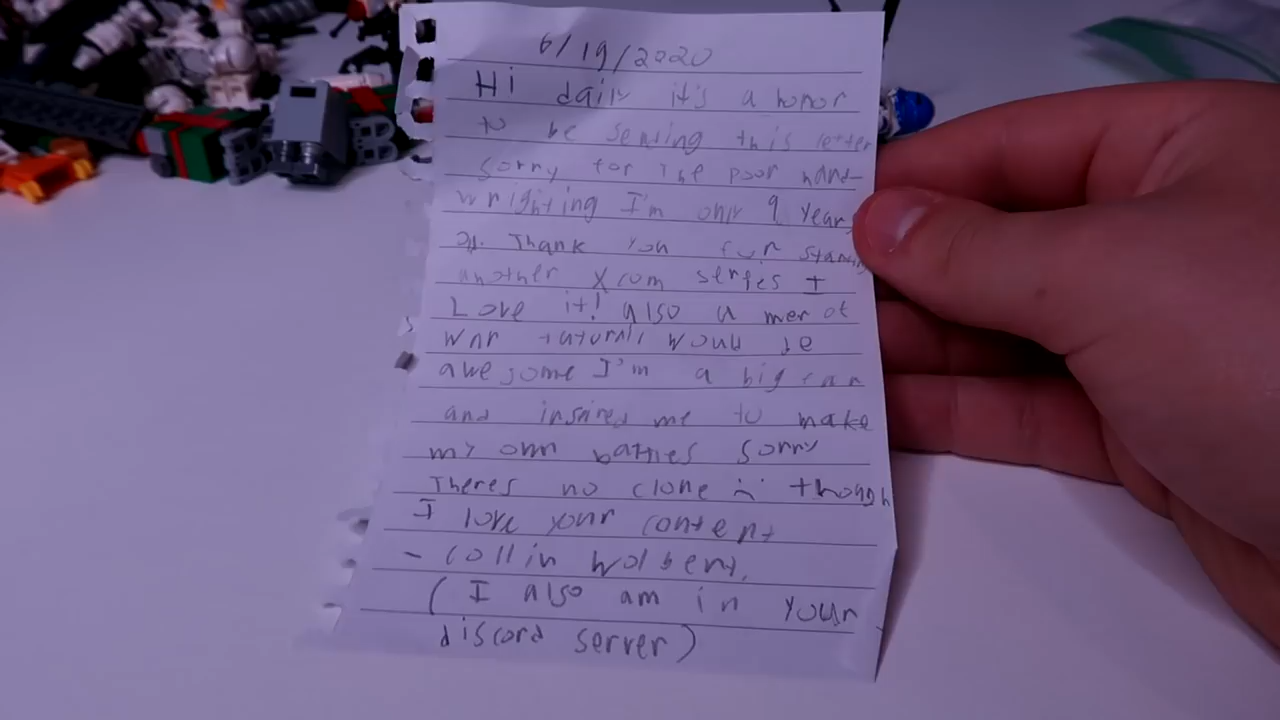 6/19/2020
Hi daily it's a honor
to be sending this letter
sorry for the poor hand-
wrighting I'm only 9 years
old. Thank you for starting
another Xcom series I
Love it! also a mer of
war tutorial would be
awesome I'm a big fan
and inspired me to make
my own battles sorry
Theres no clone :( though
I love your content
- collin wolbert.
( I also am in your
discord server)